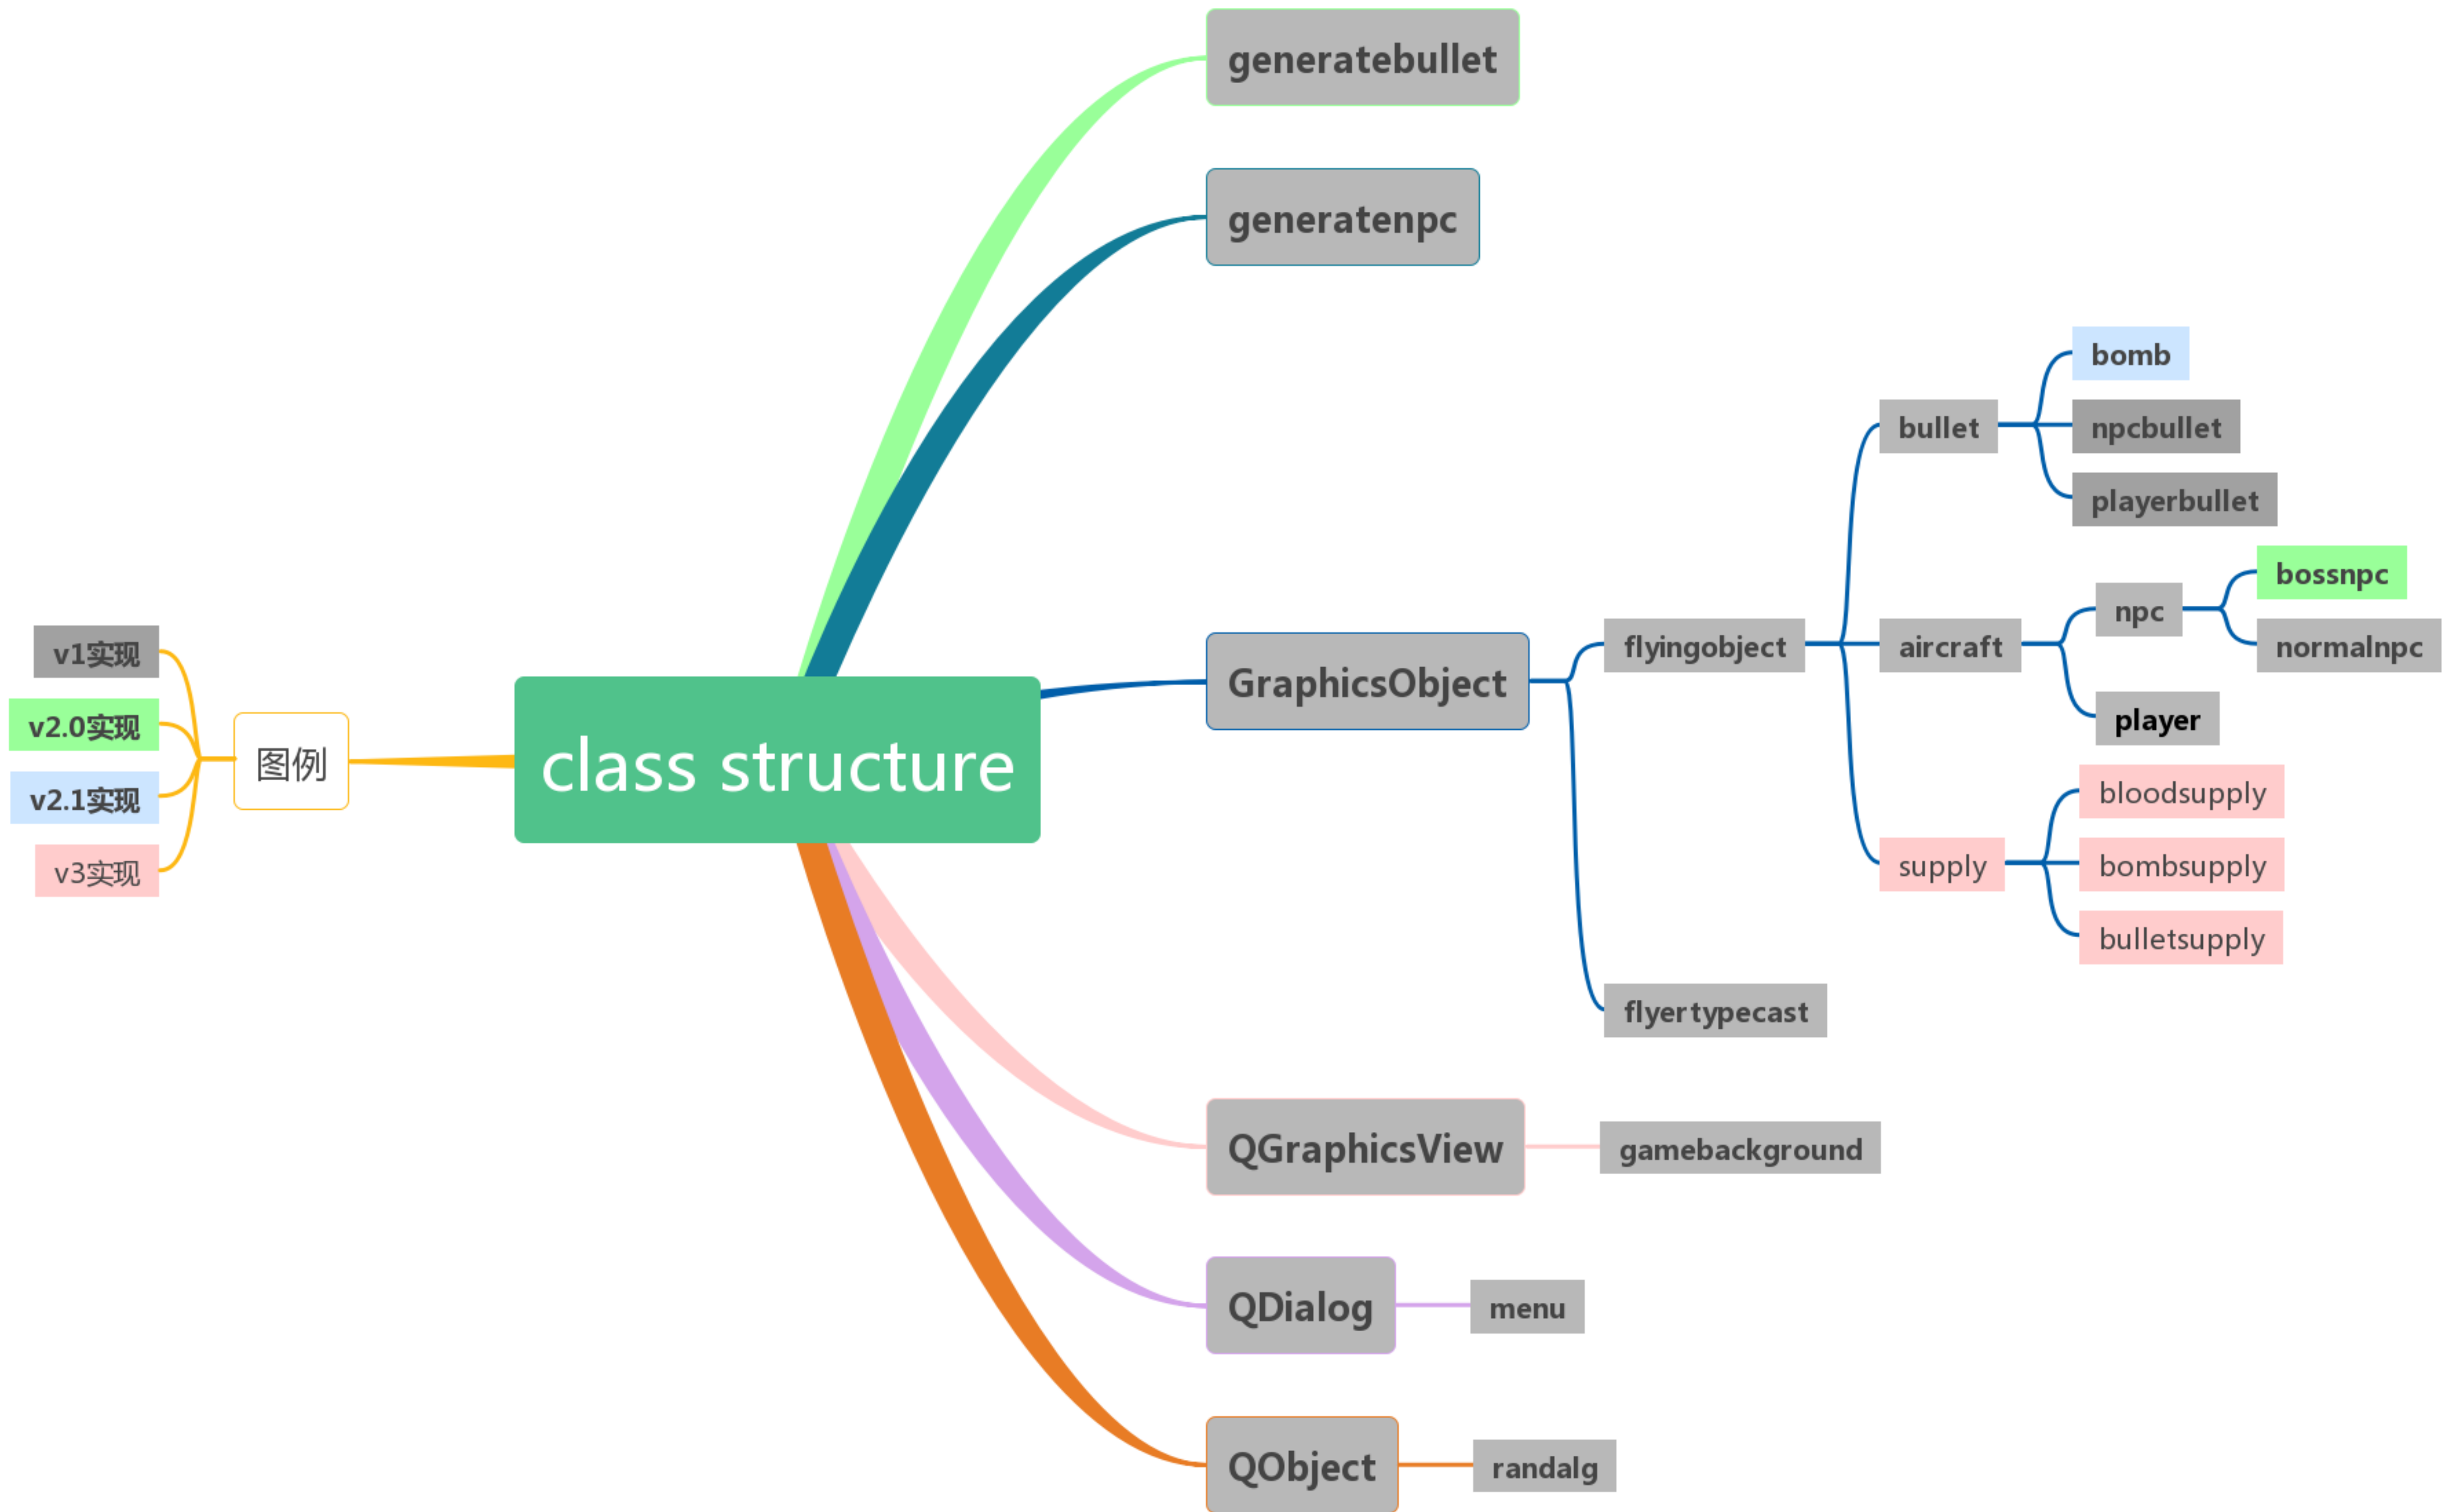 generatebullet
generatenpc
bomb
bullet
npcbullet
playerbullet
bossnpc
npc
flyingobject
aircraft
normalnpc
GraphicsObject
player
bloodsupply
supply
bombsupply
bulletsupply
flyertypecast
v1实现
v2.0实现
图例
v2.1实现
v3实现
class structure
QGraphicsView
gamebackground
QDialog
menu
QObject
randalg